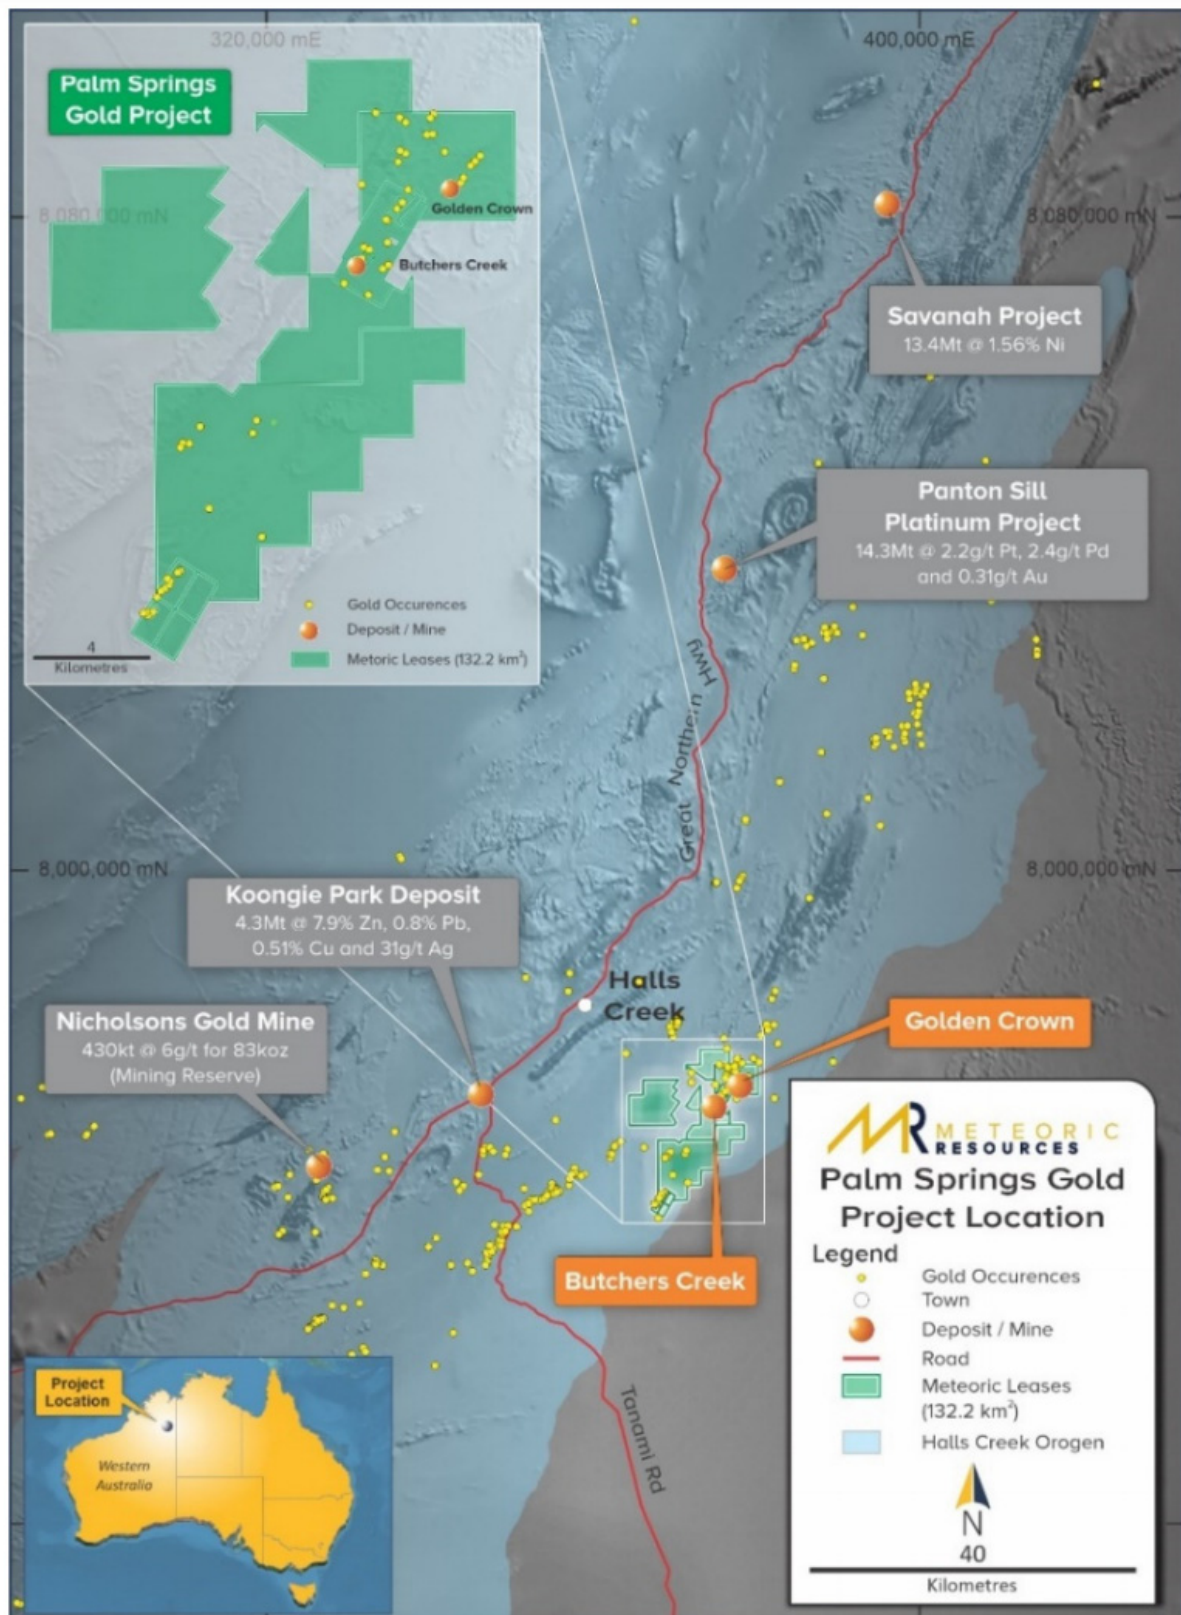 320,000 mE
400,000 mE
Palm Springs
Gold Project
8,080,000 mN
8,080,000 mN
Golden Crown
Butchers Creek
Gold Occurences
Deposit / Mine
Metoric Leases (132.2 km²)
4
Kilometres
Savanah Project
13.4Mt @ 1.56% Ni
Panton Sill
Platinum Project
14.3Mt @ 2.2g/t Pt, 2.4g/t Pd
and 0.31g/t Au
Great Northern Hwy
8,000,000 mN
8,000,000 mN
Koongie Park Deposit
4.3Mt @ 7.9% Zn, 0.8% Pb,
0.51% Cu and 31g/t Ag
Halls
Creek
Nicholsons Gold Mine
430kt @ 6g/t for 83koz
(Mining Reserve)
Golden Crown
Butchers Creek
Tanami Rd
MR METEORIC
RESOURCES
Palm Springs Gold
Project Location
Legend
Gold Occurences
Town
Deposit / Mine
Road
Meteoric Leases
(132.2 km²)
Halls Creek Orogen
N
40
Kilometres
Project
Location
Western
Australia